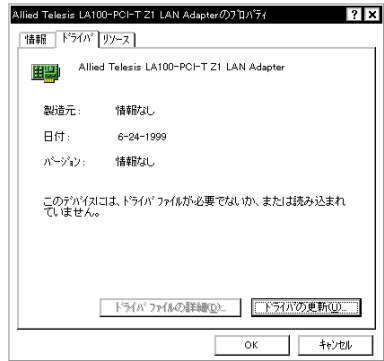 Allied Telesis LA100-PCI-T Z1 LAN Adapterのﾌﾟﾛﾊﾟﾃｨ
情報 ﾄﾞﾗｲﾊﾞ ﾘｿｰｽ
Allied Telesis LA100-PCI-T Z1 LAN Adapter
製造元: 情報なし
日付: 6-24-1999
ﾊﾞｰｼﾞｮﾝ: 情報なし
このﾃﾞﾊﾞｲｽには、ﾄﾞﾗｲﾊﾞ ﾌｧｲﾙが必要でないか、または読み込まれ
ていません。
ﾄﾞﾗｲﾊﾞ ﾌｧｲﾙの詳細(D)... ﾄﾞﾗｲﾊﾞの更新(U)...
OK ｷｬﾝｾﾙ